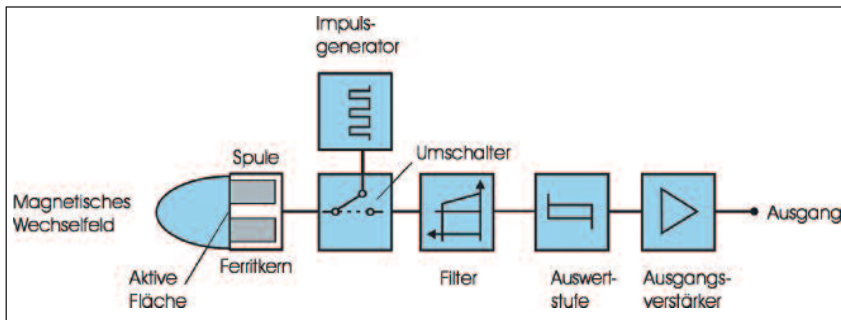 Impuls-
generator
Spule
Umschalter
Magnetisches
Wechselfeld
Ausgang
Aktive
Fläche
Ferritkern
Filter
Auswert-
stufe
Ausgangs-
verstärker